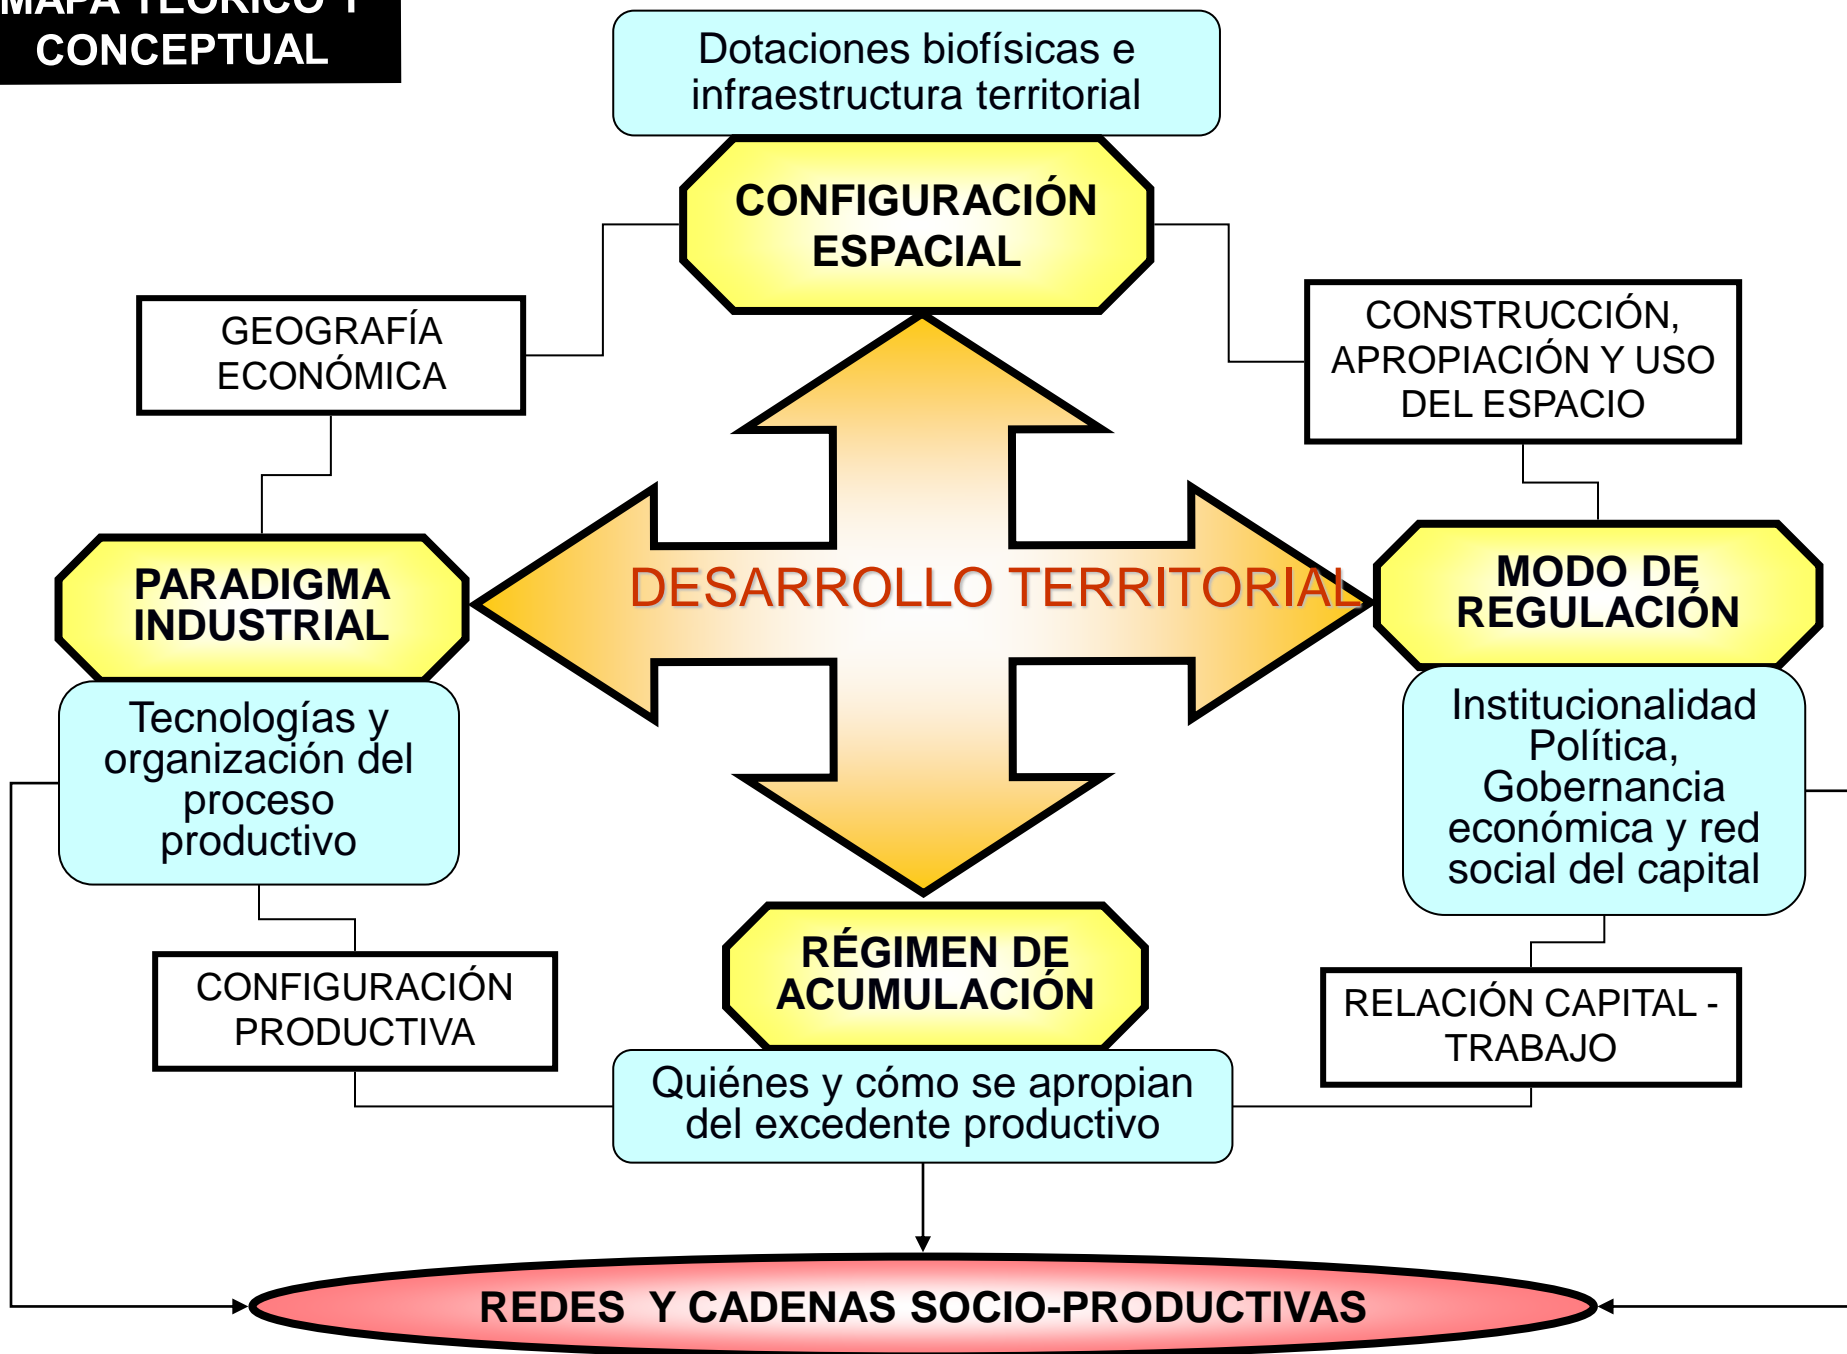 MAPA TEÓRICO Y
CONCEPTUAL
Dotaciones biofísicas e
infraestructura territorial
CONFIGURACIÓN
ESPACIAL
GEOGRAFÍA
ECONÓMICA
CONSTRUCCIÓN,
APROPIACIÓN Y USO
DEL ESPACIO
PARADIGMA
INDUSTRIAL
DESARROLLO TERRITORIAL
MODO DE
REGULACIÓN
Tecnologías y
organización del
proceso
productivo
Institucionalidad
Política,
Gobernancia
económica y red
social del capital
RÉGIMEN DE
ACUMULACIÓN
CONFIGURACIÓN
PRODUCTIVA
RELACIÓN CAPITAL -
TRABAJO
Quiénes y cómo se apropian
del excedente productivo
REDES Y CADENAS SOCIO-PRODUCTIVAS